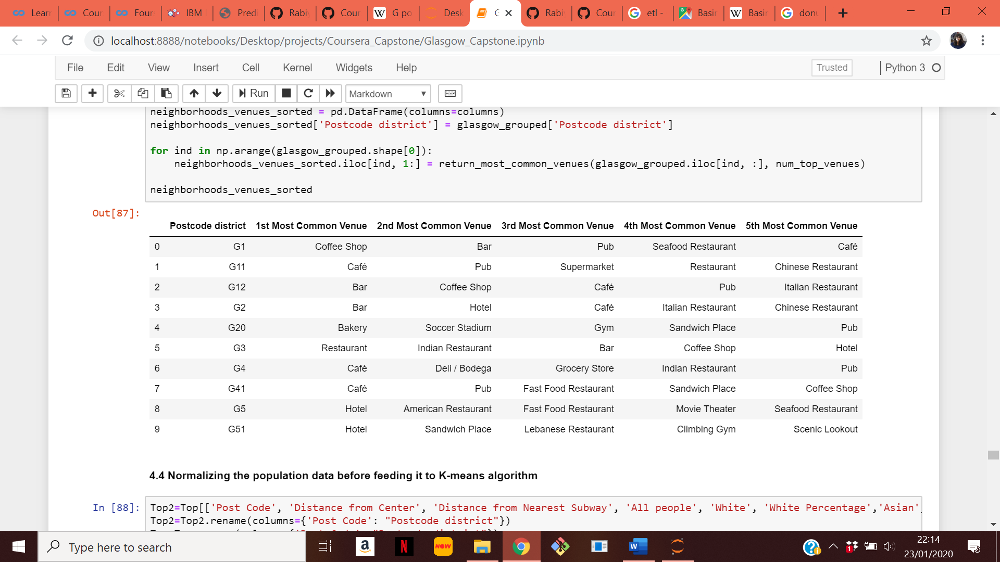 Learn
Cour
Fours
IBM
Predi
Rabiy
Cour
G po
Desk
G
Rabiy
Cour
etl -
Basin
Basin
donu
localhost:8888/notebooks/Desktop/projects/Coursera_Capstone/Glasgow_Capstone.ipynb
File Edit View Insert Cell Kernel Widgets Help Trusted Python 3
Run Markdown
neighborhoods_venues_sorted = pd.DataFrame(columns=columns)
neighborhoods_venues_sorted['Postcode district'] = glasgow_grouped['Postcode district']
for ind in np.arange(glasgow_grouped.shape[0]):
neighborhoods_venues_sorted.iloc[ind, 1:] = return_most_common_venues(glasgow_grouped.iloc[ind, :], num_top_venues)
neighborhoods_venues_sorted
Out[87]:
Postcode district 1st Most Common Venue 2nd Most Common Venue 3rd Most Common Venue 4th Most Common Venue 5th Most Common Venue
0 G1 Coffee Shop Bar Pub Seafood Restaurant Café
1 G11 Café Pub Supermarket Restaurant Chinese Restaurant
2 G12 Bar Coffee Shop Café Pub Italian Restaurant
3 G2 Bar Hotel Café Italian Restaurant Chinese Restaurant
4 G20 Bakery Soccer Stadium Gym Sandwich Place Pub
5 G3 Restaurant Indian Restaurant Bar Coffee Shop Hotel
6 G4 Café Deli / Bodega Grocery Store Indian Restaurant Pub
7 G41 Café Pub Fast Food Restaurant Sandwich Place Coffee Shop
8 G5 Hotel American Restaurant Fast Food Restaurant Movie Theater Seafood Restaurant
9 G51 Hotel Sandwich Place Lebanese Restaurant Climbing Gym Scenic Lookout
4.4 Normalizing the population data before feeding it to K-means algorithm
In [88]: Top2=Top[['Post Code', 'Distance from Center', 'Distance from Nearest Subway', 'All people', 'White', 'White Percentage','Asian'
Top2=Top2.rename(columns={'Post Code': "Postcode district"})
Type here to search
22:14
23/01/2020